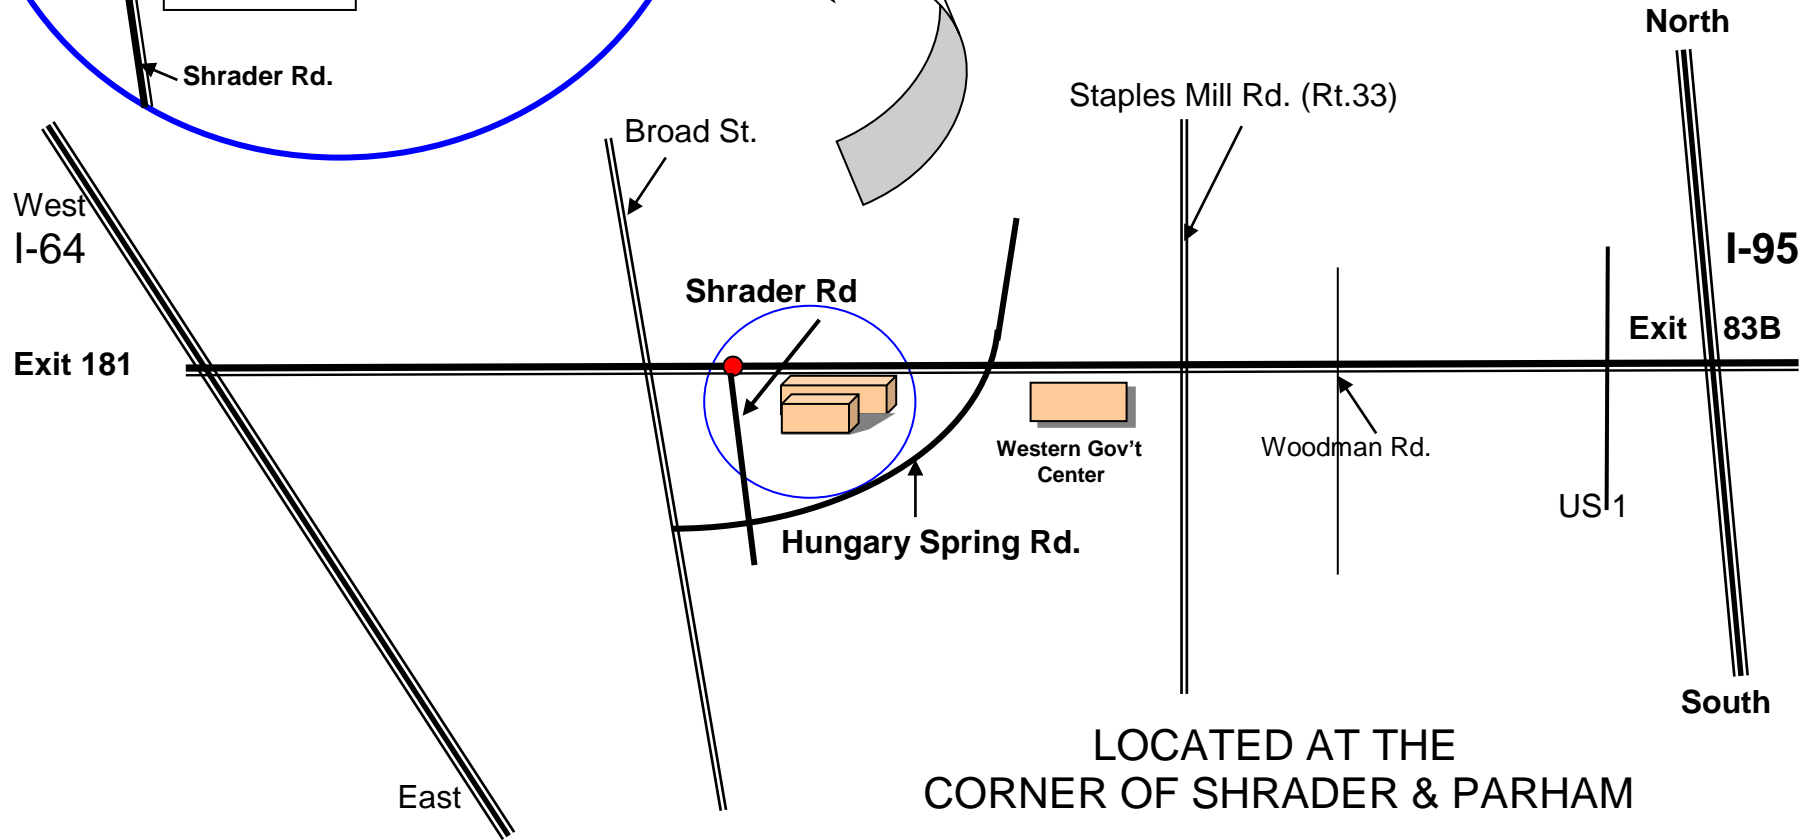 North
Shrader Rd.
Staples Mill Rd. (Rt.33)
Broad St.
West
I-64
I-95
Shrader Rd
Exit 83B
Exit 181
Western Gov’t
Center
Woodman Rd.
US 1
Hungary Spring Rd.
South
LOCATED AT THE
CORNER OF SHRADER & PARHAM
East